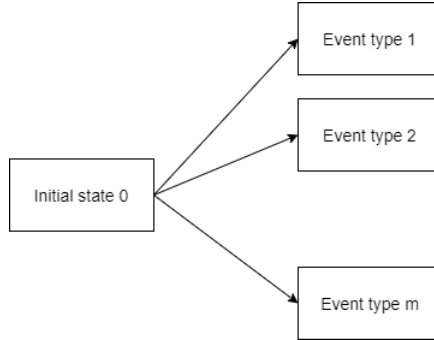 Event type 1
Event type 2
Initial state 0
Event type m